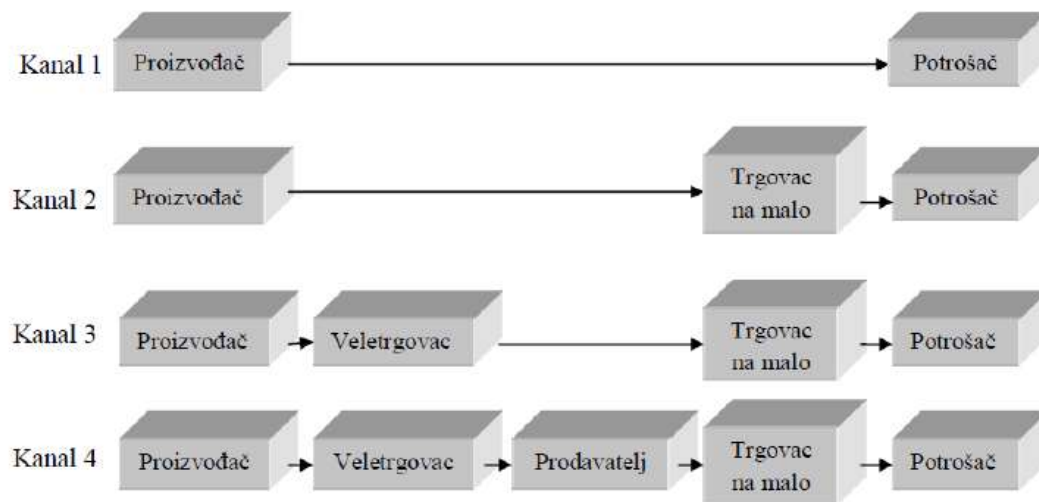 Kanal 1 Proizvođač Potrošač
Kanal 2 Proizvođač Trgovac na malo Potrošač
Kanal 3 Proizvođač Veletrgovac Trgovac na malo Potrošač
Kanal 4 Proizvođač Veletrgovac Prodavatelj Trgovac na malo Potrošač